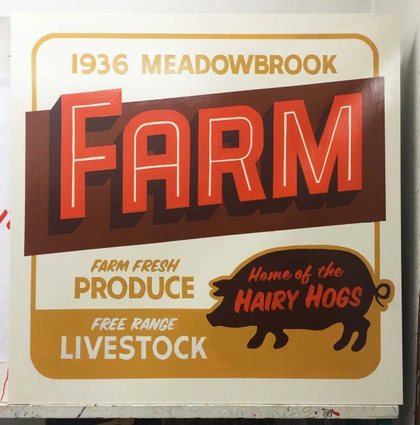 1936 MEADOWBROOK
FARM
FARM FRESH
PRODUCE
FREE RANGE
LIVESTOCK
Home of the
HAIRY HOGS